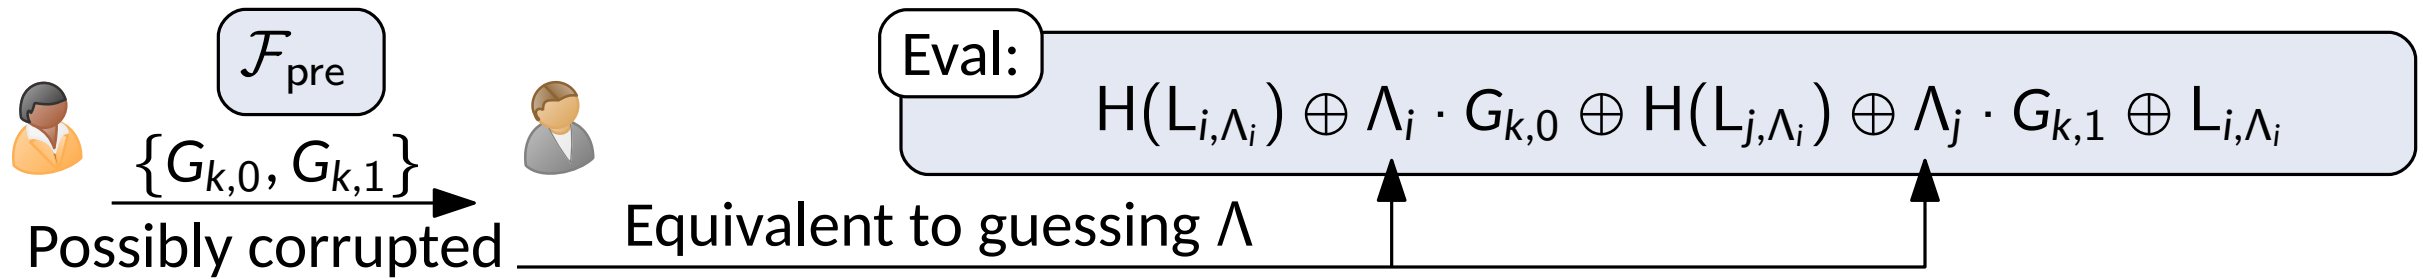 𝓕_pre
{G_{k,0}, G_{k,1}}
Possibly corrupted
Eval:
H(L_{i,Λ_i}) ⊕ Λ_i · G_{k,0} ⊕ H(L_{j,Λ_i}) ⊕ Λ_j · G_{k,1} ⊕ L_{i,Λ_i}
Equivalent to guessing Λ